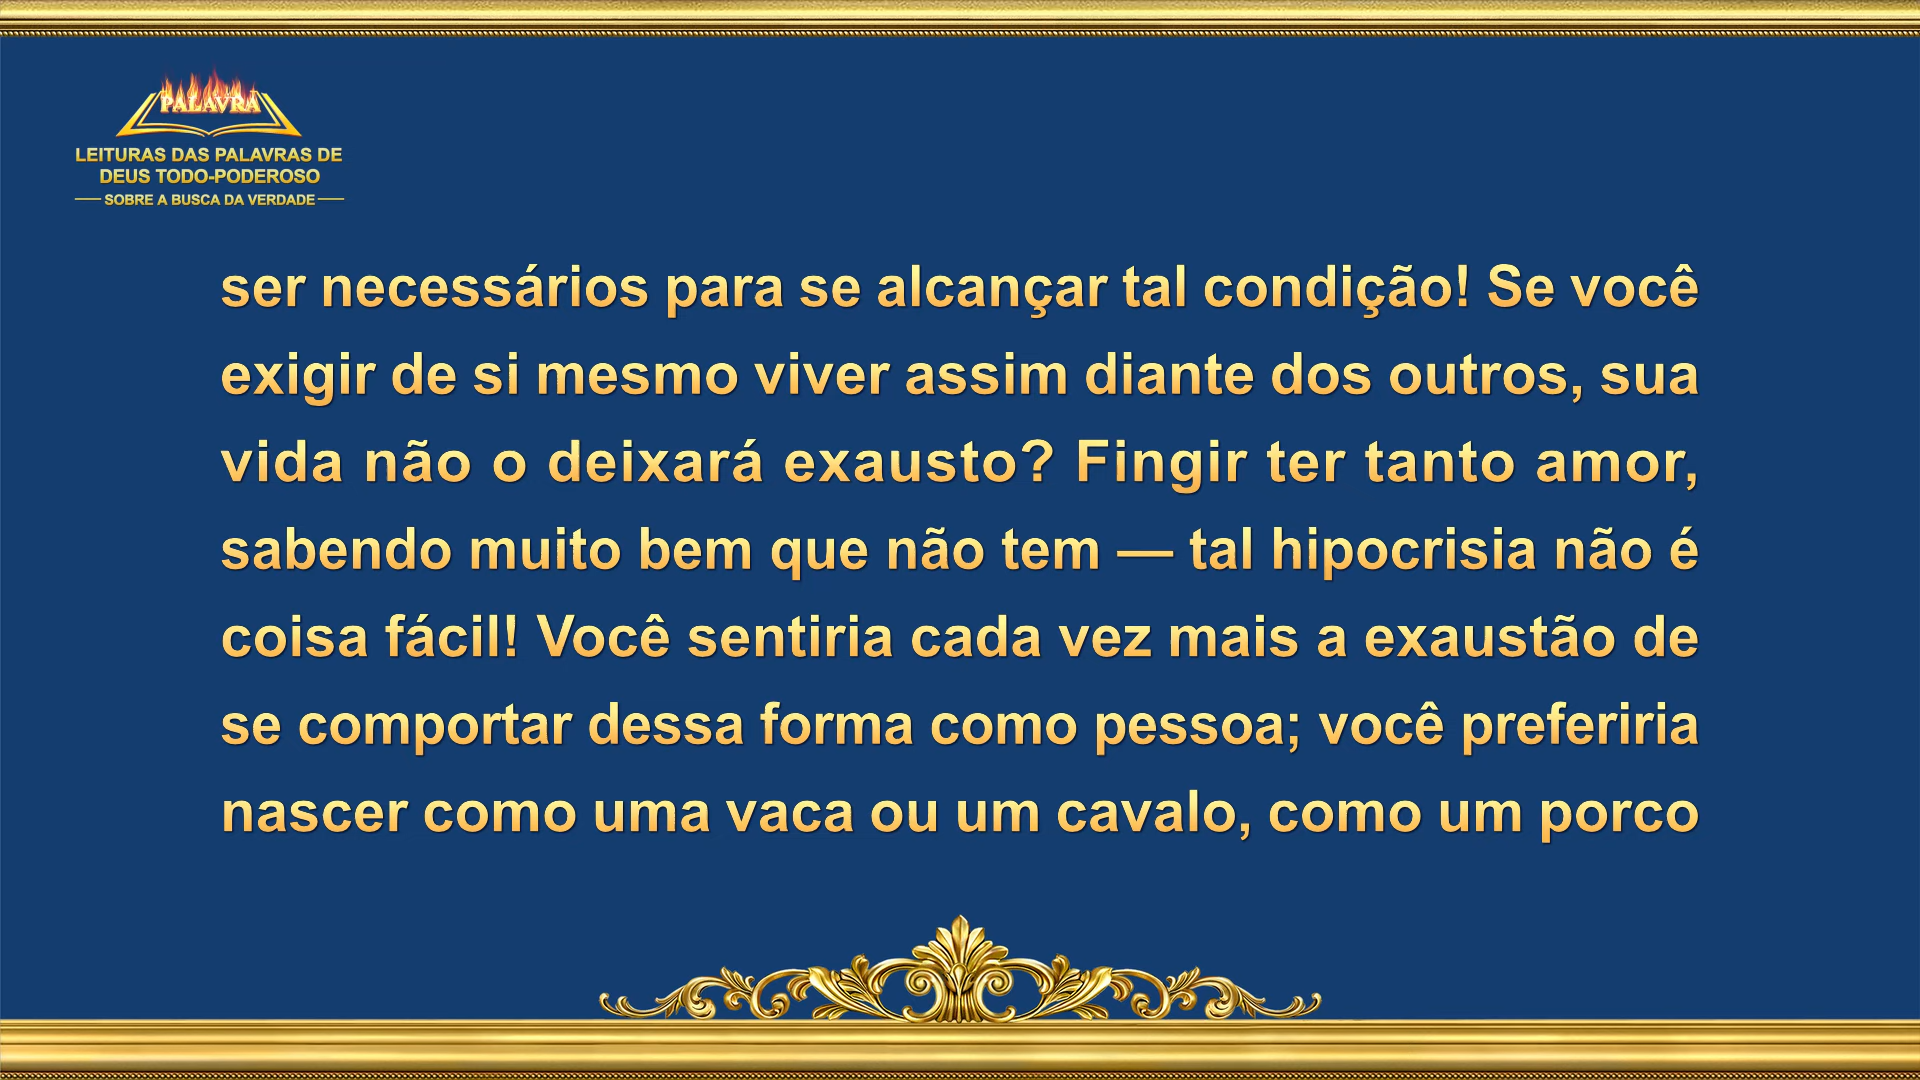 PALAVRA
LEITURAS DAS PALAVRAS DE
DEUS TODO-PODEROSO
SOBRE A BUSCA DA VERDADE
ser necessários para se alcançar tal condição! Se você
exigir de si mesmo viver assim diante dos outros, sua
vida não o deixará exausto? Fingir ter tanto amor,
sabendo muito bem que não tem — tal hipocrisia não é
coisa fácil! Você sentiria cada vez mais a exaustão de
se comportar dessa forma como pessoa; você preferiria
nascer como uma vaca ou um cavalo, como um porco